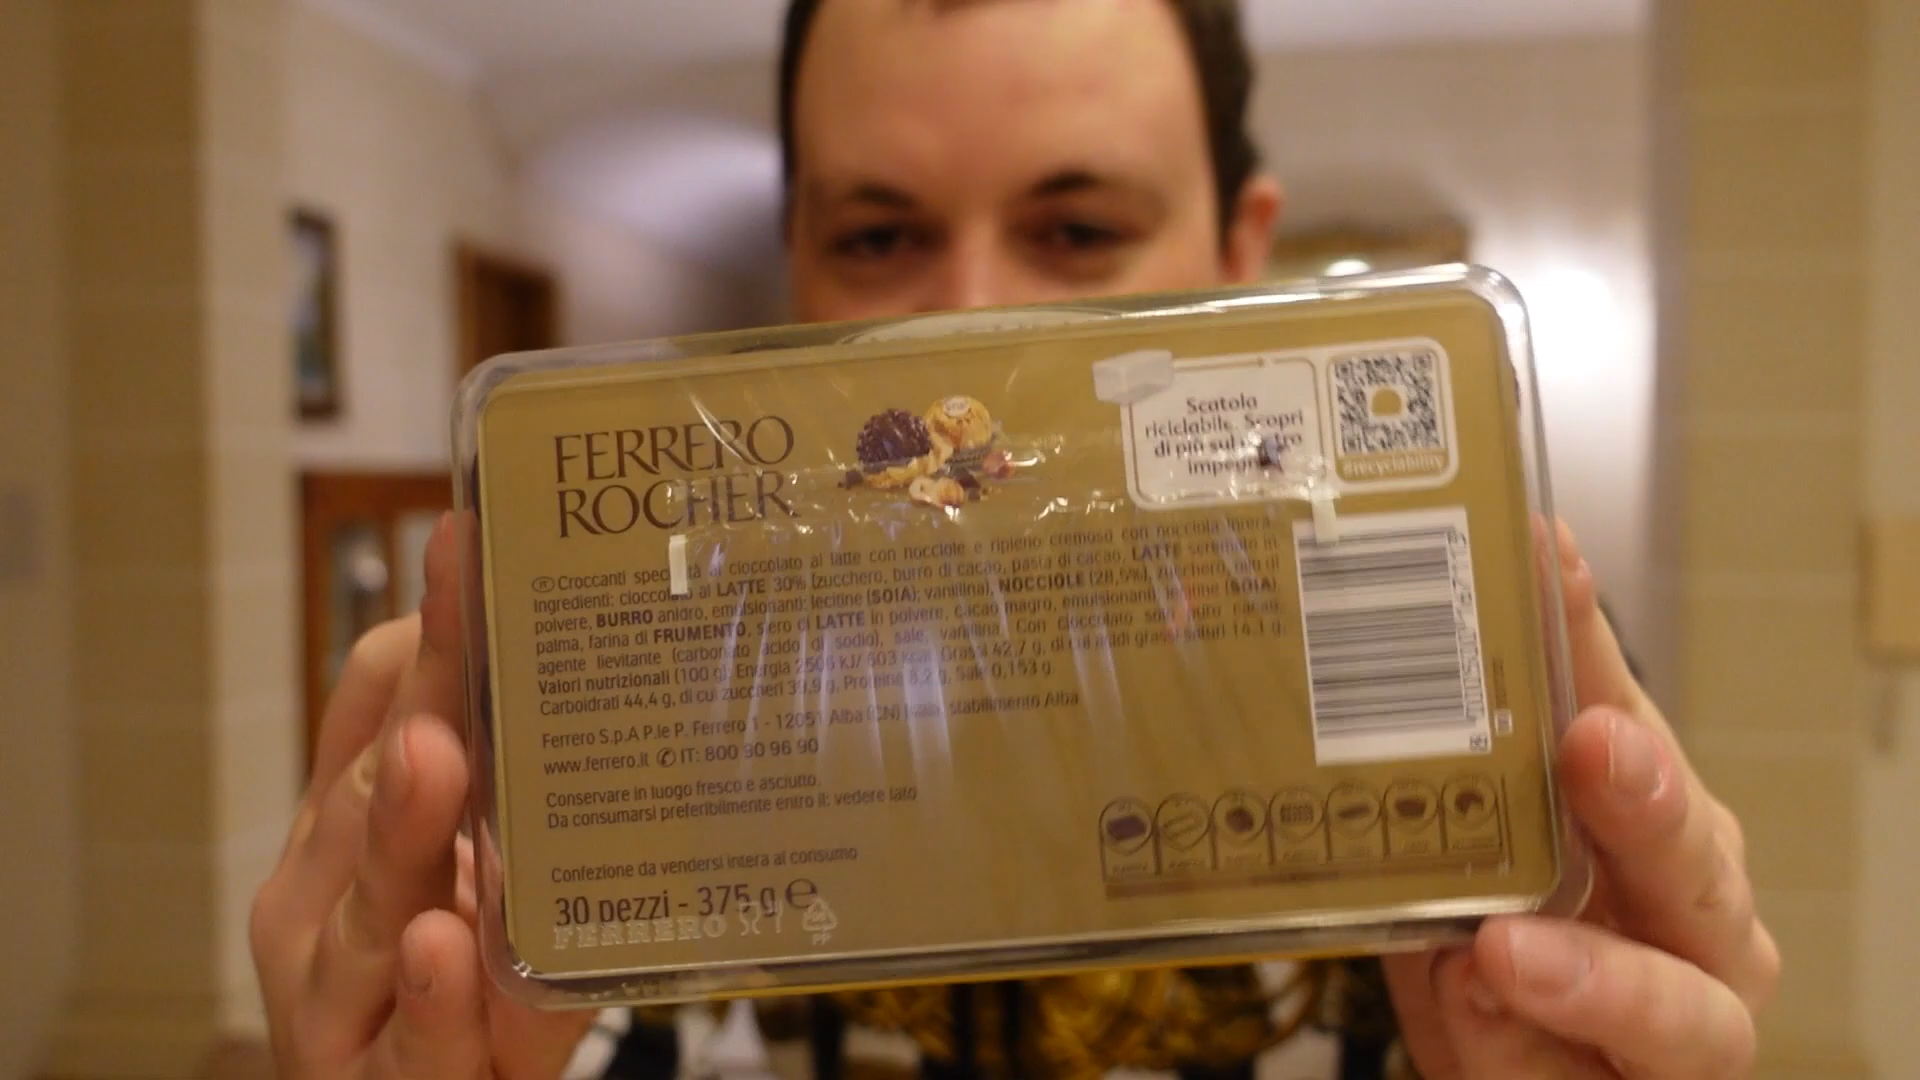 FERRERO
ROCHER
Scatola
riciclabile. Scopri
di più sul
#recyclability
IT Croccanti specialità al cioccolato al latte con nocciole e ripieno cremoso con nocciola intera.
Ingredienti: cioccolato al LATTE 30% (zucchero, burro di cacao, pasta di cacao, LATTE scremato in
polvere, BURRO anidro, emulsionanti: lecitine (SOIA); vanillina), NOCCIOLE (28,5%), zucchero, olio di
palma, farina di FRUMENTO, siero di LATTE in polvere, cacao magro, emulsionanti: lecitine (SOIA)
agente lievitante (carbonato acido di sodio), sale, vanillina. Con cioccolato solo puro cacao.
Valori nutrizionali (100 g): Energia 2506 kJ/ 603 kcal Grassi 42,7 g, di cui acidi grassi saturi 14,1 g,
Carboidrati 44,4 g, di cui zuccheri 39,9 g, Proteine 8,2 g, Sale 0,153 g.
Ferrero S.p.A P.le P. Ferrero 1 - 12051 Alba (CN) Italia, stabilimento Alba
www.ferrero.it ✆ IT: 800 90 96 90
Conservare in luogo fresco e asciutto.
Da consumarsi preferibilmente entro il: vedere lato
Confezione da vendersi intera al consumo
30 pezzi - 375 g ℮
FERRERO
PP